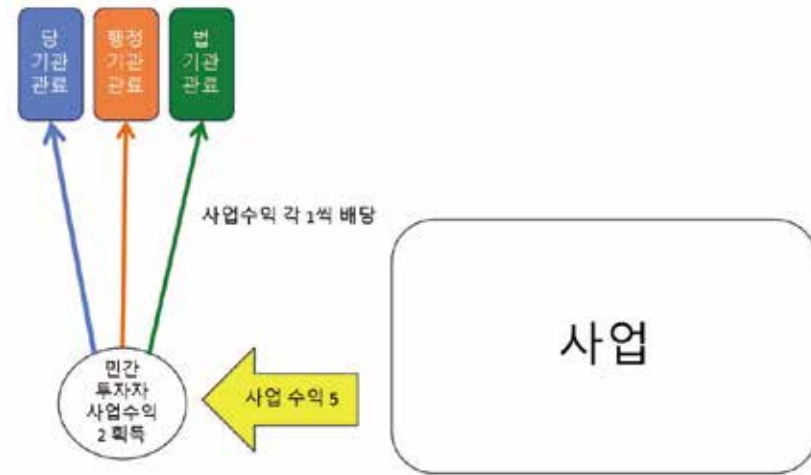 당
기관
관료
행정
기관
관료
법
기관
관료
사업수익 각 1씩 배당
사업
사업 수익 5
민간
투자자
사업수익
2 획득